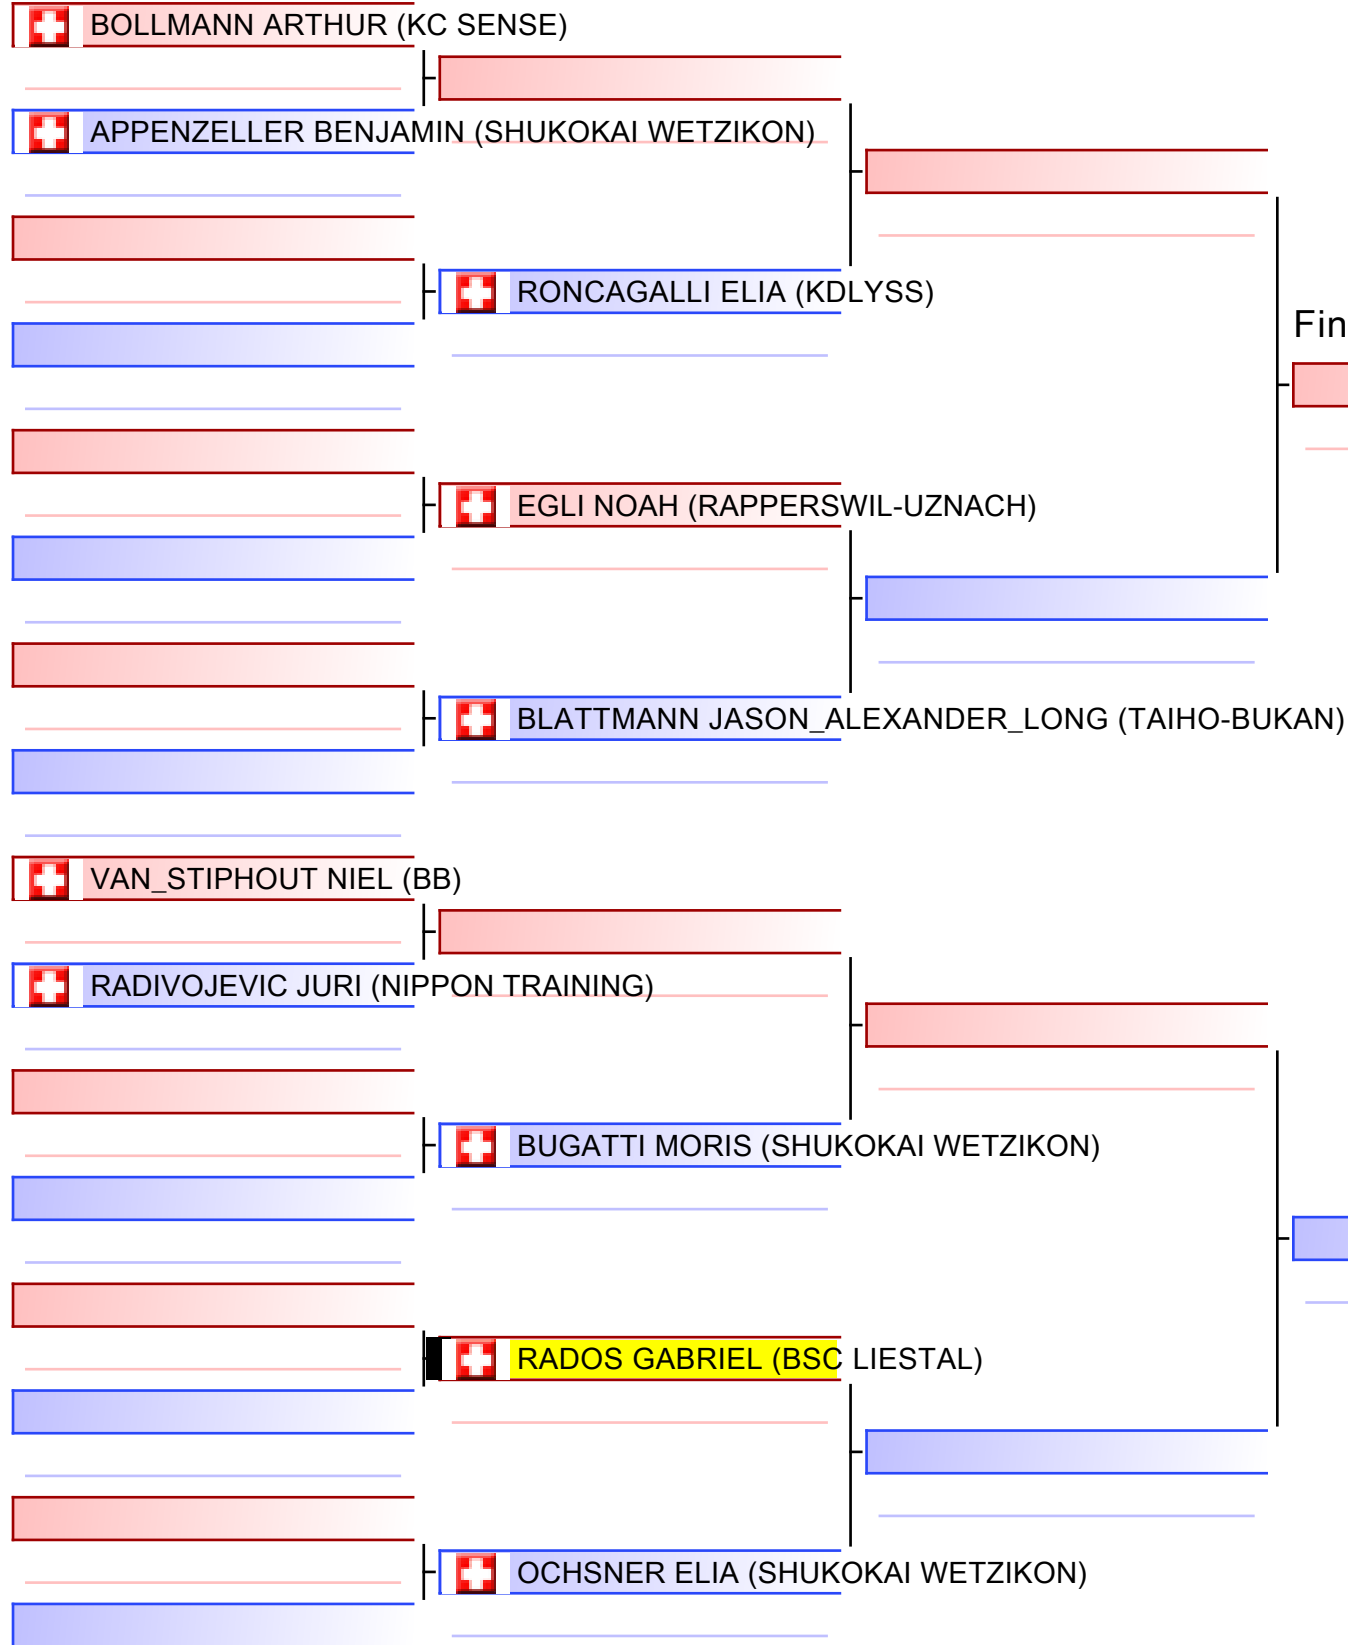 BOLLMANN ARTHUR (KC SENSE)
APPENZELLER BENJAMIN (SHUKOKAI WETZIKON)
RONCAGALLI ELIA (KDLYSS)
Fin
EGLI NOAH (RAPPERSWIL-UZNACH)
BLATTMANN JASON_ALEXANDER_LONG (TAIHO-BUKAN)
VAN_STIPHOUT NIEL (BB)
RADIVOJEVIC JURI (NIPPON TRAINING)
BUGATTI MORIS (SHUKOKAI WETZIKON)
RADOS GABRIEL (BSC LIESTAL)
OCHSNER ELIA (SHUKOKAI WETZIKON)